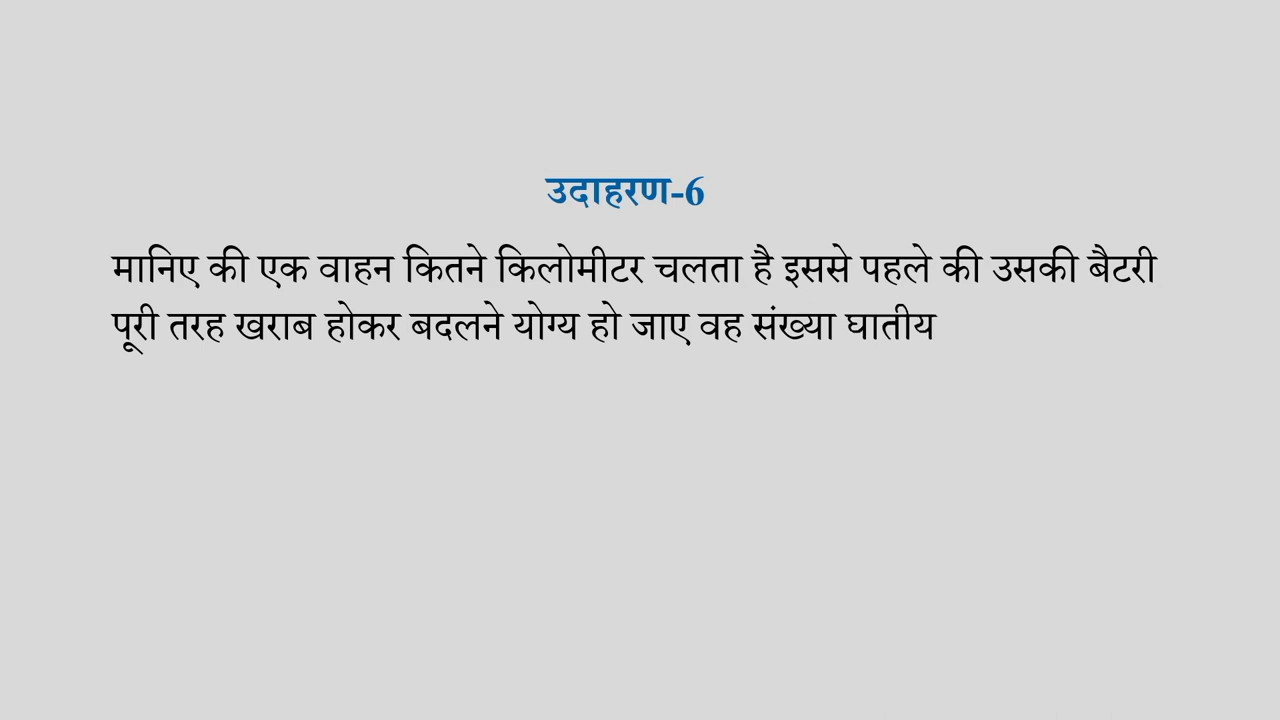 उदाहरण-6
मानिए की एक वाहन कितने किलोमीटर चलता है इससे पहले की उसकी बैटरी
पूरी तरह खराब होकर बदलने योग्य हो जाए वह संख्या घातीय